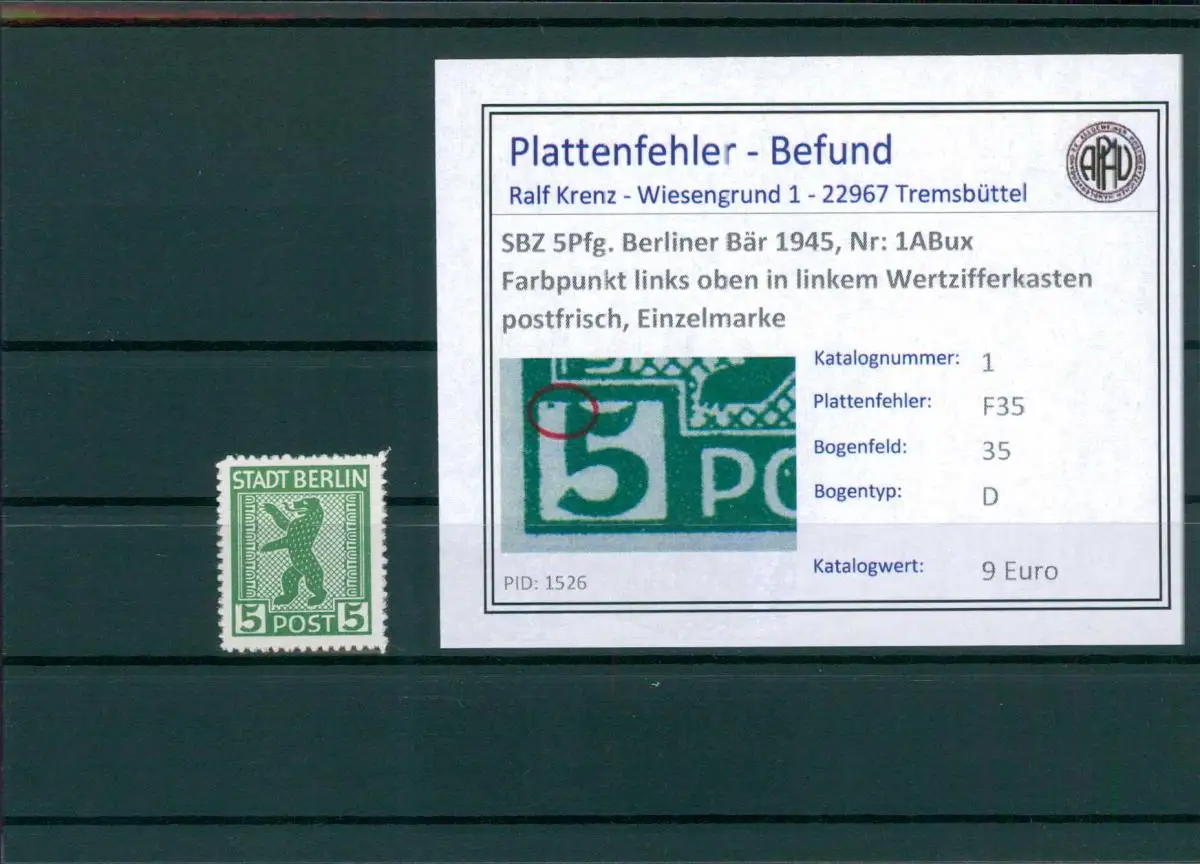 Plattenfehler - Befund
Ralf Krenz - Wiesengrund 1 - 22967 Tremsbüttel
APHV
SBZ 5Pfg. Berliner Bär 1945, Nr: 1ABux
Farbpunkt links oben in linkem Wertzifferkasten
postfrisch, Einzelmarke
Katalognummer: 1
Plattenfehler: F35
Bogenfeld: 35
Bogentyp: D
Katalogwert: 9 Euro
5 PO
PID: 1526
STADT BERLIN
5 POST 5